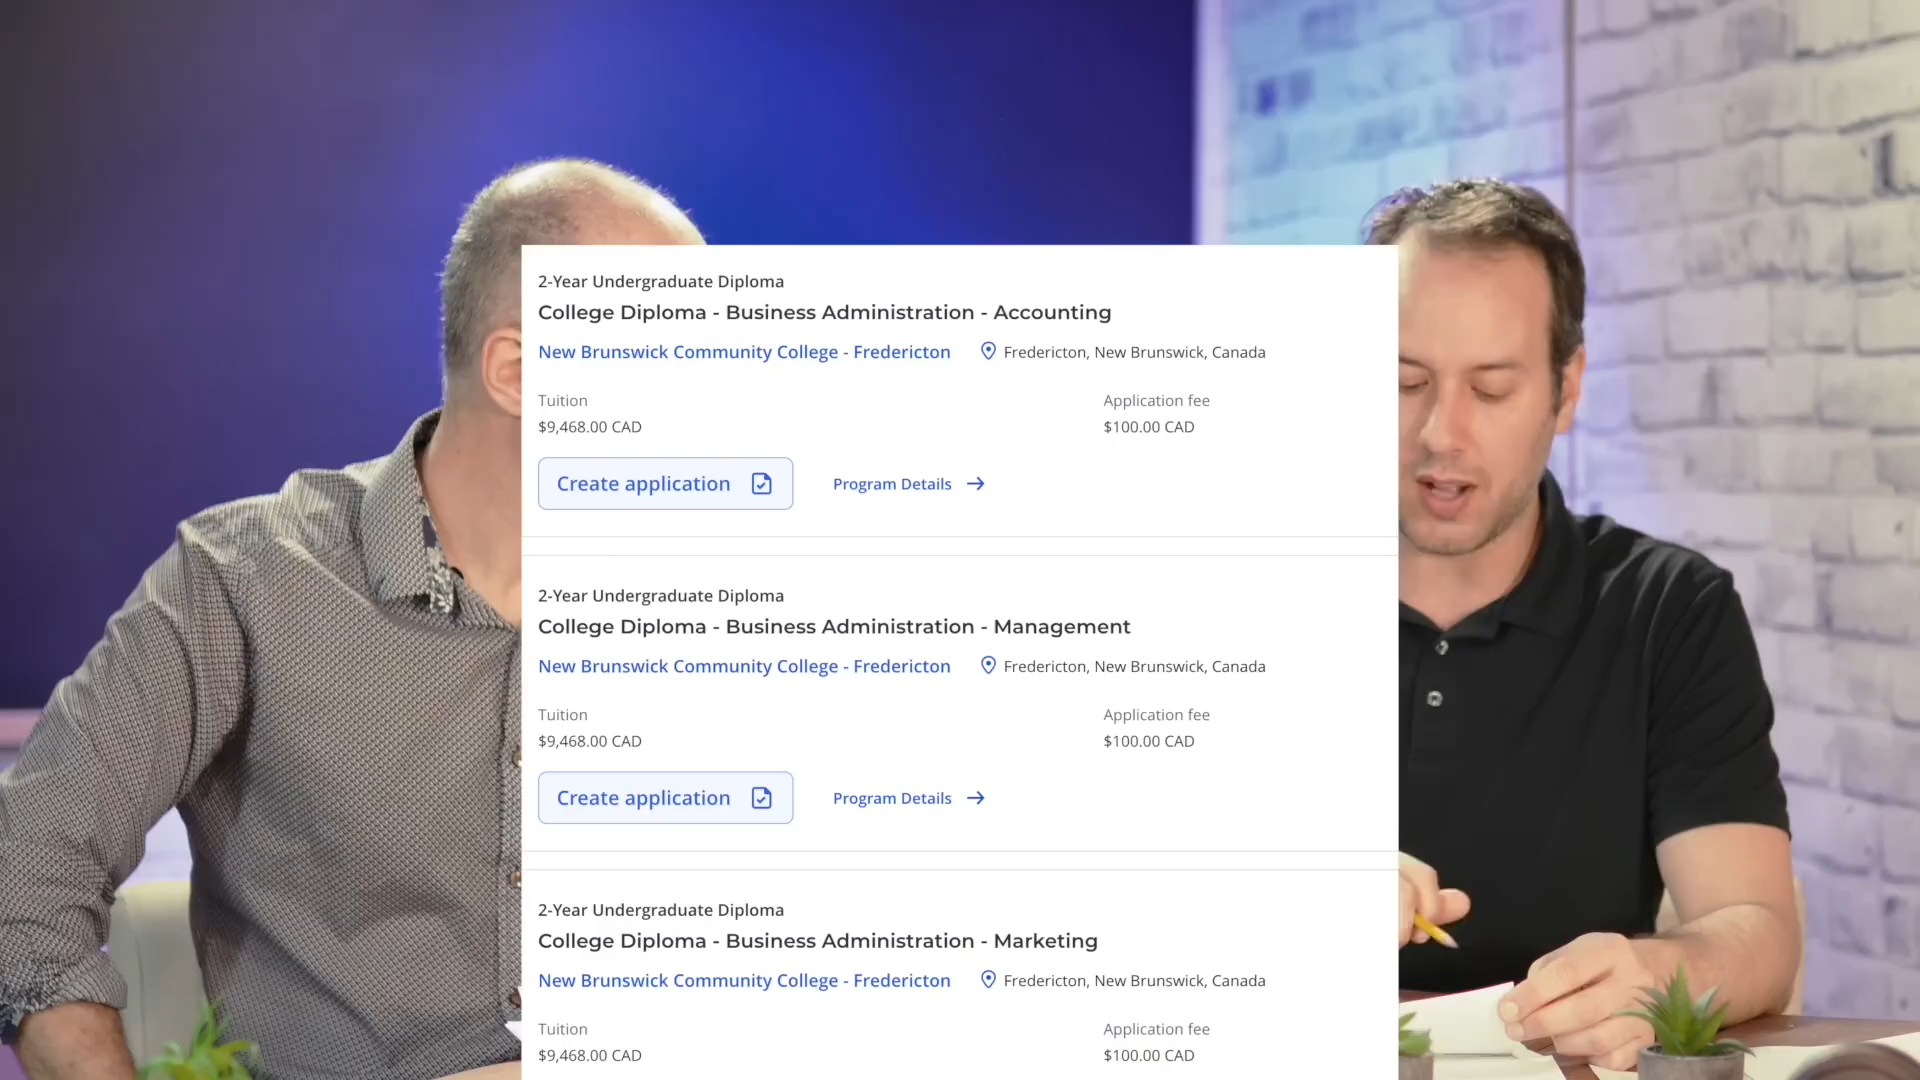 2-Year Undergraduate Diploma
College Diploma - Business Administration - Accounting
New Brunswick Community College - Fredericton Fredericton, New Brunswick, Canada
Tuition Application fee
$9,468.00 CAD $100.00 CAD
Create application Program Details
2-Year Undergraduate Diploma
College Diploma - Business Administration - Management
New Brunswick Community College - Fredericton Fredericton, New Brunswick, Canada
Tuition Application fee
$9,468.00 CAD $100.00 CAD
Create application Program Details
2-Year Undergraduate Diploma
College Diploma - Business Administration - Marketing
New Brunswick Community College - Fredericton Fredericton, New Brunswick, Canada
Tuition Application fee
$9,468.00 CAD $100.00 CAD